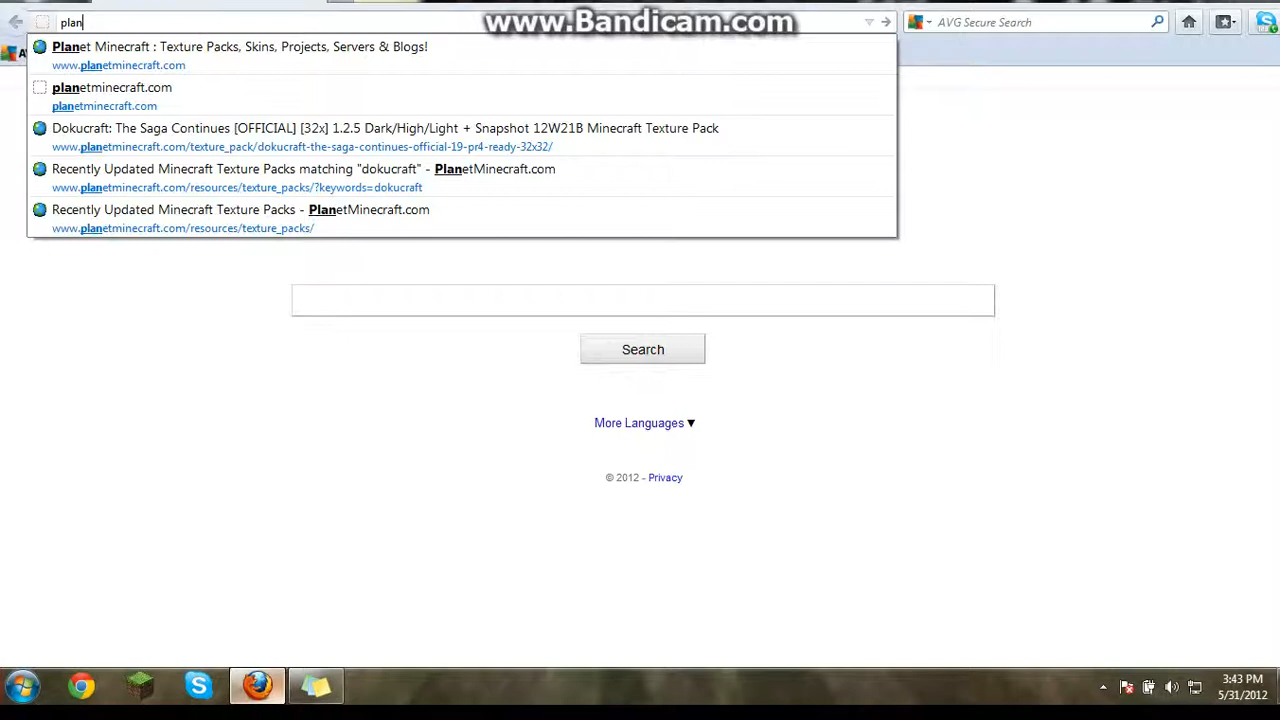 www.Bandicam.com
plan
AVG Secure Search
Planet Minecraft : Texture Packs, Skins, Projects, Servers & Blogs!
www.planetminecraft.com
planetminecraft.com
planetminecraft.com
Dokucraft: The Saga Continues [OFFICIAL] [32x] 1.2.5 Dark/High/Light + Snapshot 12W21B Minecraft Texture Pack
www.planetminecraft.com/texture_pack/dokucraft-the-saga-continues-official-19-pr4-ready-32x32/
Recently Updated Minecraft Texture Packs matching "dokucraft" - PlanetMinecraft.com
www.planetminecraft.com/resources/texture_packs/?keywords=dokucraft
Recently Updated Minecraft Texture Packs - PlanetMinecraft.com
www.planetminecraft.com/resources/texture_packs/
Search
More Languages ▼
© 2012 - Privacy
3:43 PM
5/31/2012